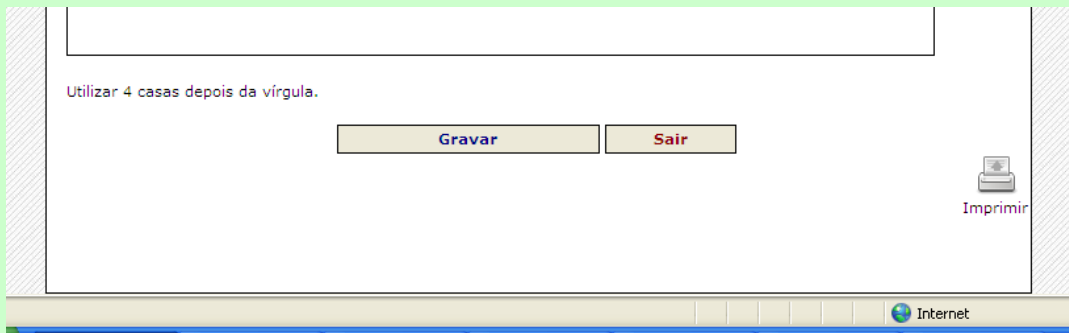 Utilizar 4 casas depois da vírgula.
Gravar Sair
Imprimir
Internet